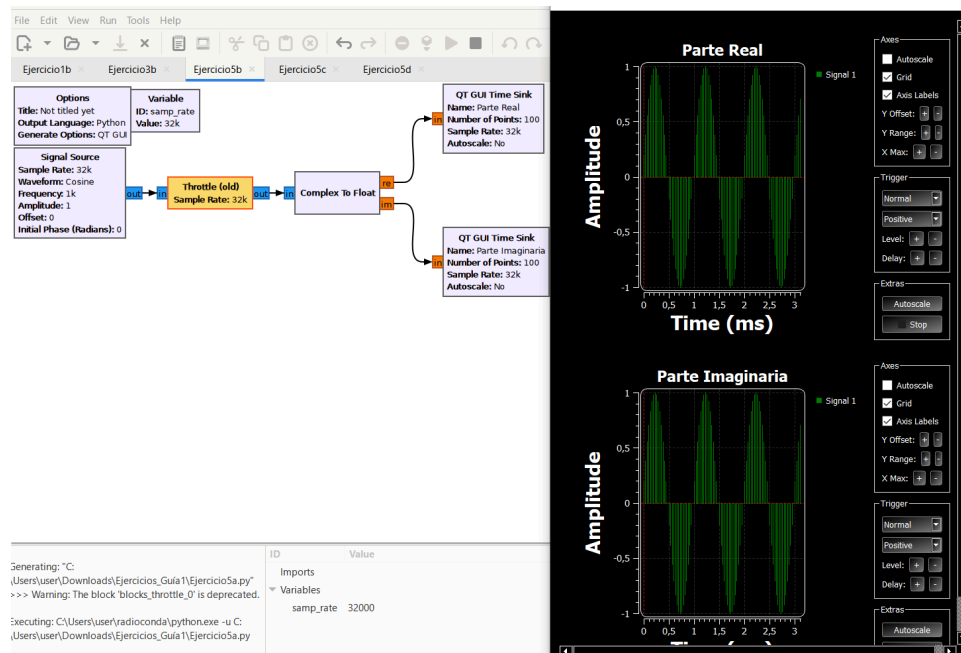 File Edit View Run Tools Help
Ejercicio1b
Ejercicio3b
Ejercicio5b
Ejercicio5c
Ejercicio5d
Options
Title: Not titled yet
Output Language: Python
Generate Options: QT GUI
Variable
ID: samp_rate
Value: 32k
Signal Source
Sample Rate: 32k
Waveform: Cosine
Frequency: 1k
Amplitude: 1
Offset: 0
Initial Phase (Radians): 0
out
in
Throttle (old)
Sample Rate: 32k
out
in
Complex To Float
re
im
in
QT GUI Time Sink
Name: Parte Real
Number of Points: 100
Sample Rate: 32k
Autoscale: No
in
QT GUI Time Sink
Name: Parte Imaginaria
Number of Points: 100
Sample Rate: 32k
Autoscale: No
Generating: "C:
\Users\user\Downloads\Ejercicios_Guía1\Ejercicio5a.py"
>>> Warning: The block 'blocks_throttle_0' is deprecated.
Executing: C:\Users\user\radioconda\python.exe -u C:
\Users\user\Downloads\Ejercicios_Guía1\Ejercicio5a.py
ID Value
Imports
Variables
samp_rate 32000
Parte Real
Signal 1
Amplitude
1
0,5
0
-0,5
-1
0 0,5 1 1,5 2 2,5 3
Time (ms)
Axes
Autoscale
Grid
Axis Labels
Y Offset: + -
Y Range: + -
X Max: + -
Trigger
Normal
Positive
Level: + -
Delay: + -
Extras
Autoscale
Stop
Parte Imaginaria
Signal 1
Amplitude
1
0,5
0
-0,5
-1
0 0,5 1 1,5 2 2,5 3
Axes
Autoscale
Grid
Axis Labels
Y Offset: + -
Y Range: + -
X Max: + -
Trigger
Normal
Positive
Level: + -
Delay: + -
Extras
Autoscale